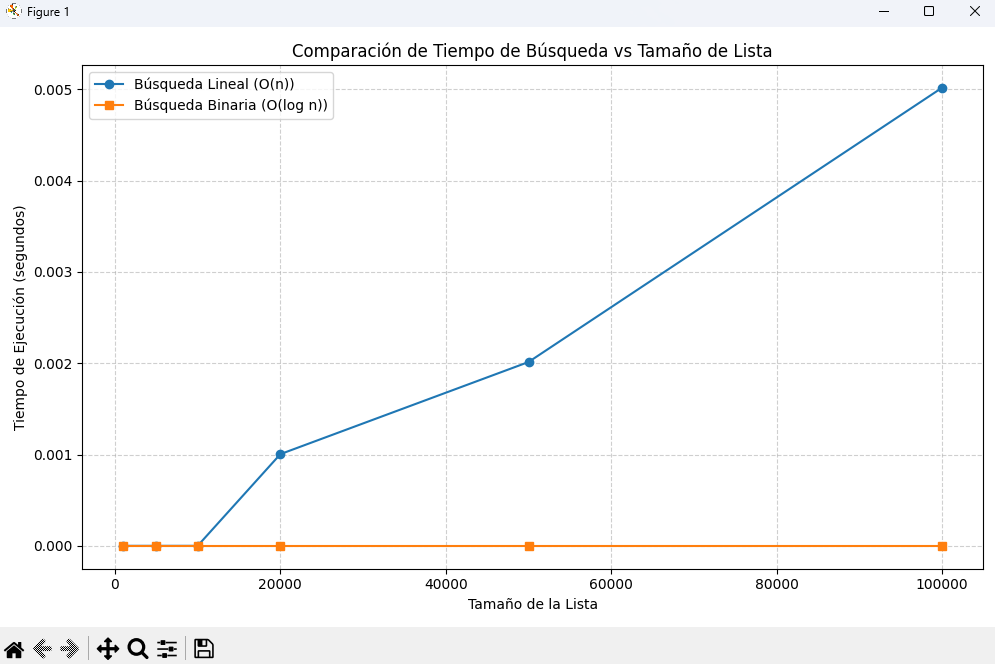 Figure 1
Comparación de Tiempo de Búsqueda vs Tamaño de Lista
Búsqueda Lineal (O(n))
Búsqueda Binaria (O(log n))
Tiempo de Ejecución (segundos)
0.005
0.004
0.003
0.002
0.001
0.000
0
20000
40000
60000
80000
100000
Tamaño de la Lista